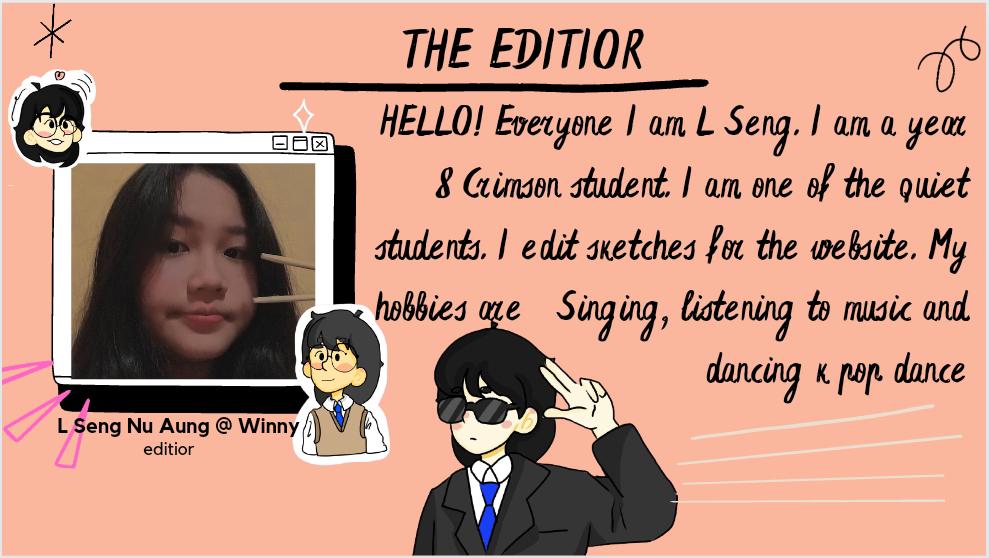 THE EDITIOR
HELLO! Everyone I am L Seng. I am a year
8 Crimson student. I am one of the quiet
students. I edit sketches for the website. My
hobbies are Singing, listening to music and
dancing k pop dance
L Seng Nu Aung @ Winny
editior